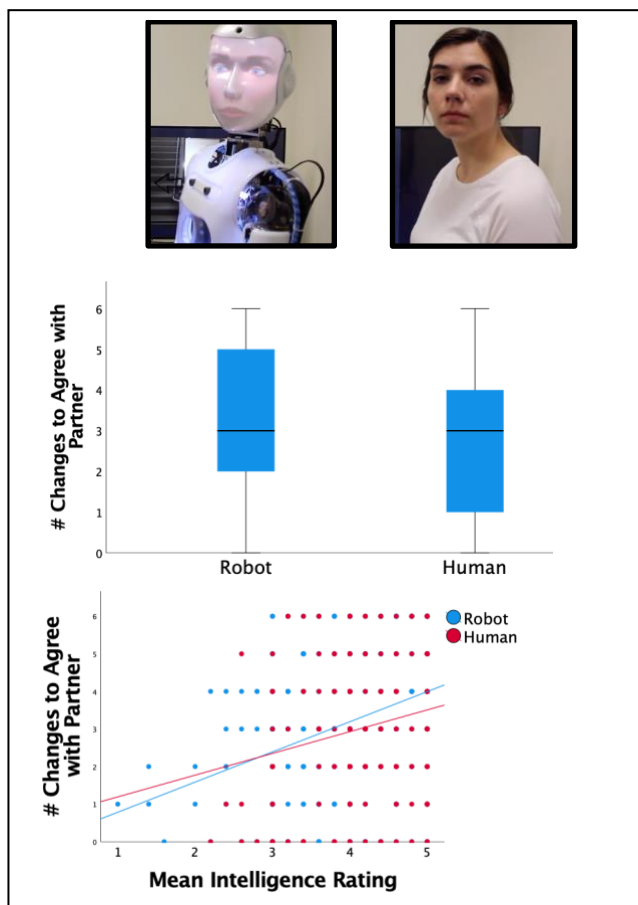 # Changes to Agree with
Partner
6
5
4
3
2
1
0
Robot Human
# Changes to Agree
with Partner
6
5
4
3
2
1
0
1 2 3 4 5
Robot
Human
Mean Intelligence Rating